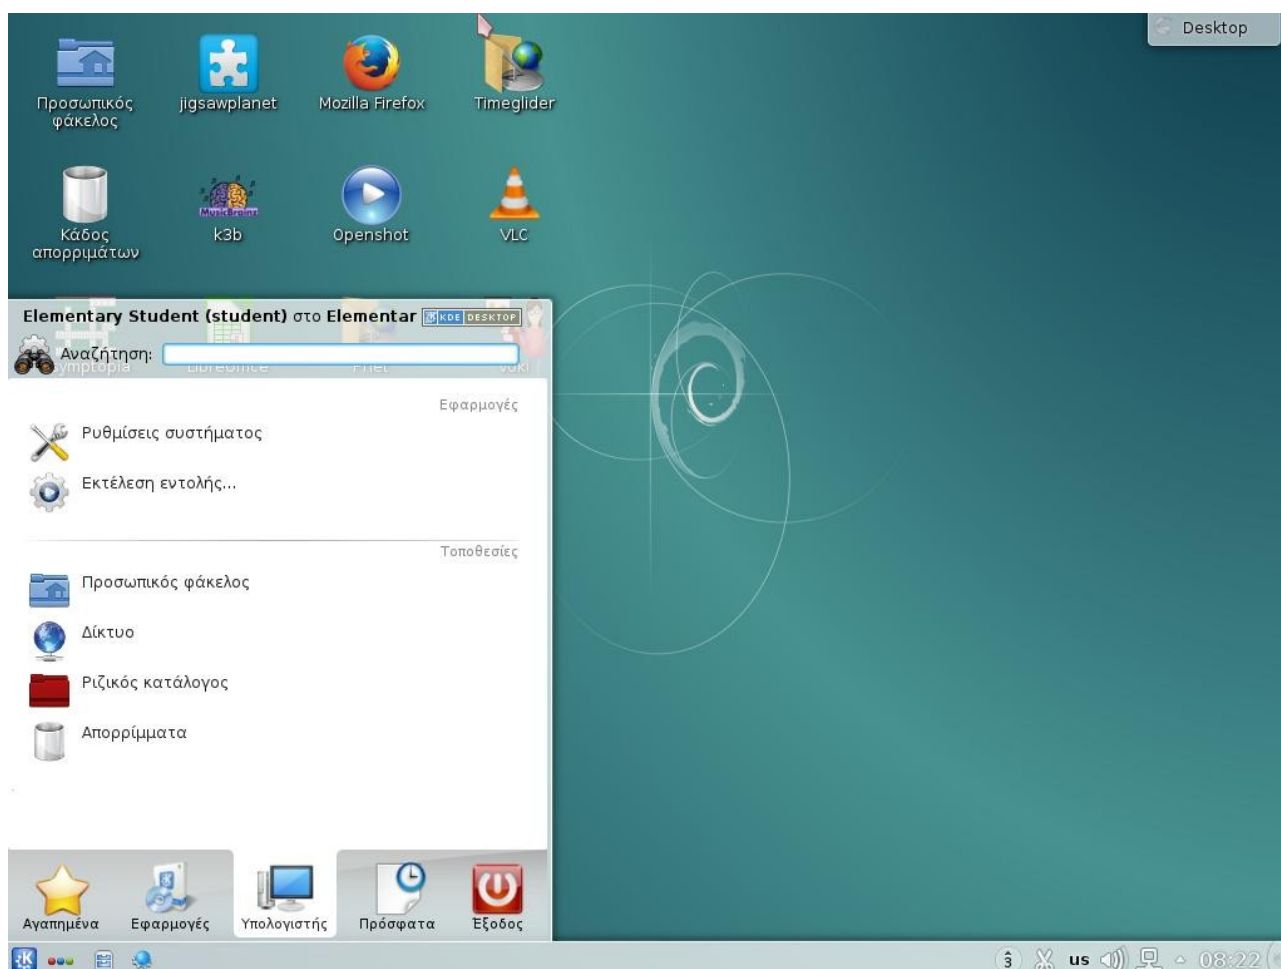 Desktop
Προσωπικός φάκελος
jigsawplanet
Mozilla Firefox
Timeglider
Κάδος απορριμάτων
MusicBrainz
k3b
Openshot
VLC
Elementary Student (student) στο Elementar KDE DESKTOP
Αναζήτηση:
Εφαρμογές
Ρυθμίσεις συστήματος
Εκτέλεση εντολής...
Τοποθεσίες
Προσωπικός φάκελος
Δίκτυο
Ριζικός κατάλογος
Απορρίμματα
Αγαπημένα
Εφαρμογές
Υπολογιστής
Πρόσφατα
Έξοδος
3
us
08:22